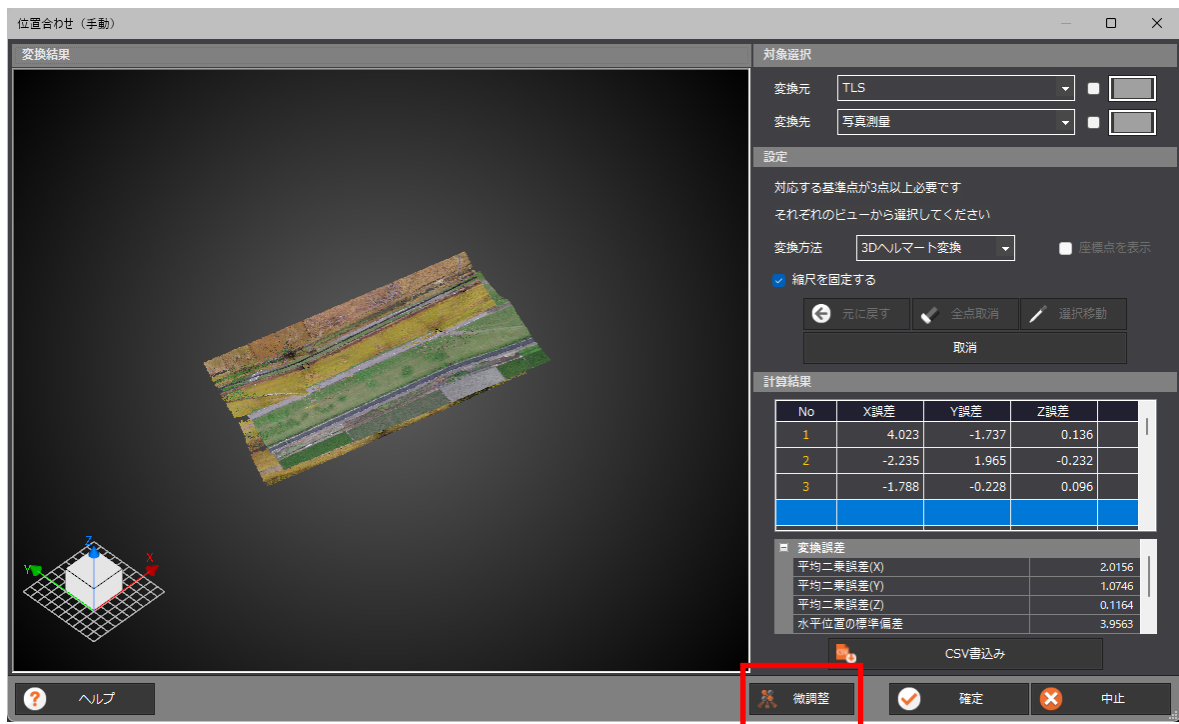 位置合わせ（手動）
変換結果
Z
X
Y
対象選択
変換元 TLS
変換先 写真測量
設定
対応する基準点が3点以上必要です
それぞれのビューから選択してください
変換方法 3Dヘルマート変換 座標点を表示
縮尺を固定する
元に戻す 全点取消 選択移動
取消
計算結果
No X誤差 Y誤差 Z誤差
1 4.023 -1.737 0.136
2 -2.235 1.965 -0.232
3 -1.788 -0.228 0.096
変換誤差
平均二乗誤差(X) 2.0156
平均二乗誤差(Y) 1.0746
平均二乗誤差(Z) 0.1164
水平位置の標準偏差 3.9563
CSV書込み
ヘルプ 微調整 確定 中止